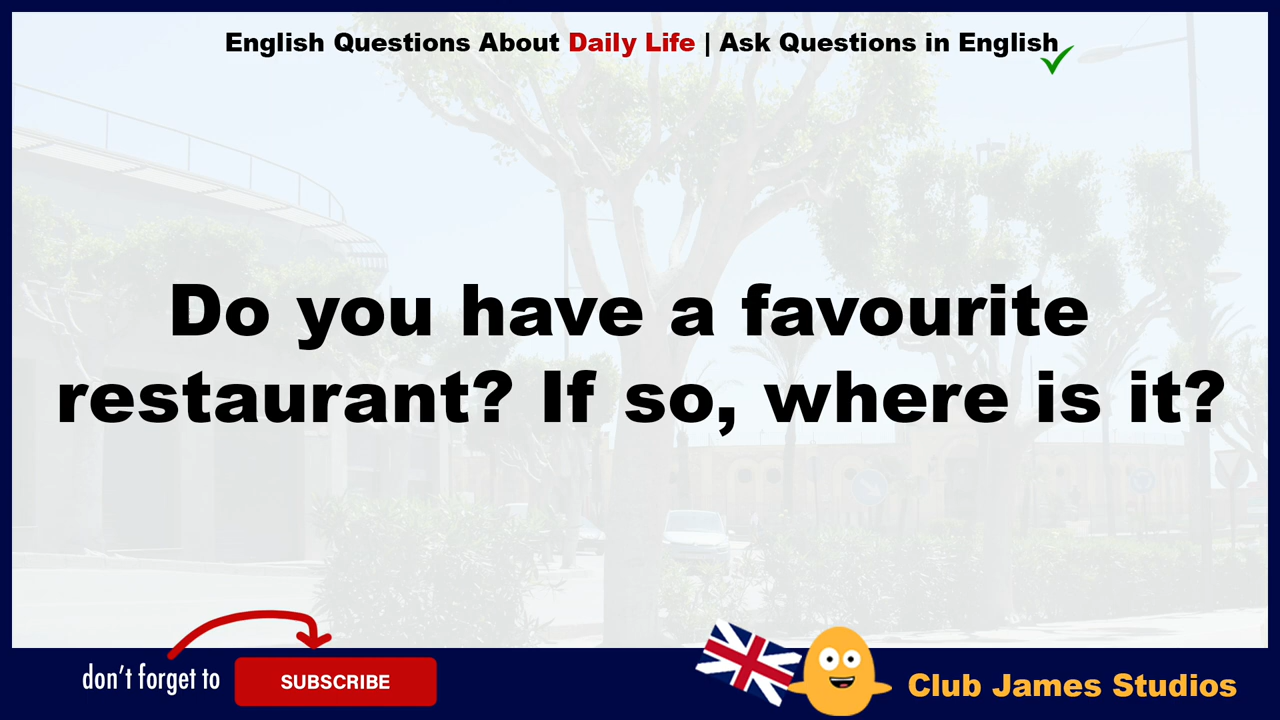 English Questions About Daily Life | Ask Questions in English
Do you have a favourite
restaurant? If so, where is it?
don't forget to
SUBSCRIBE
Club James Studios